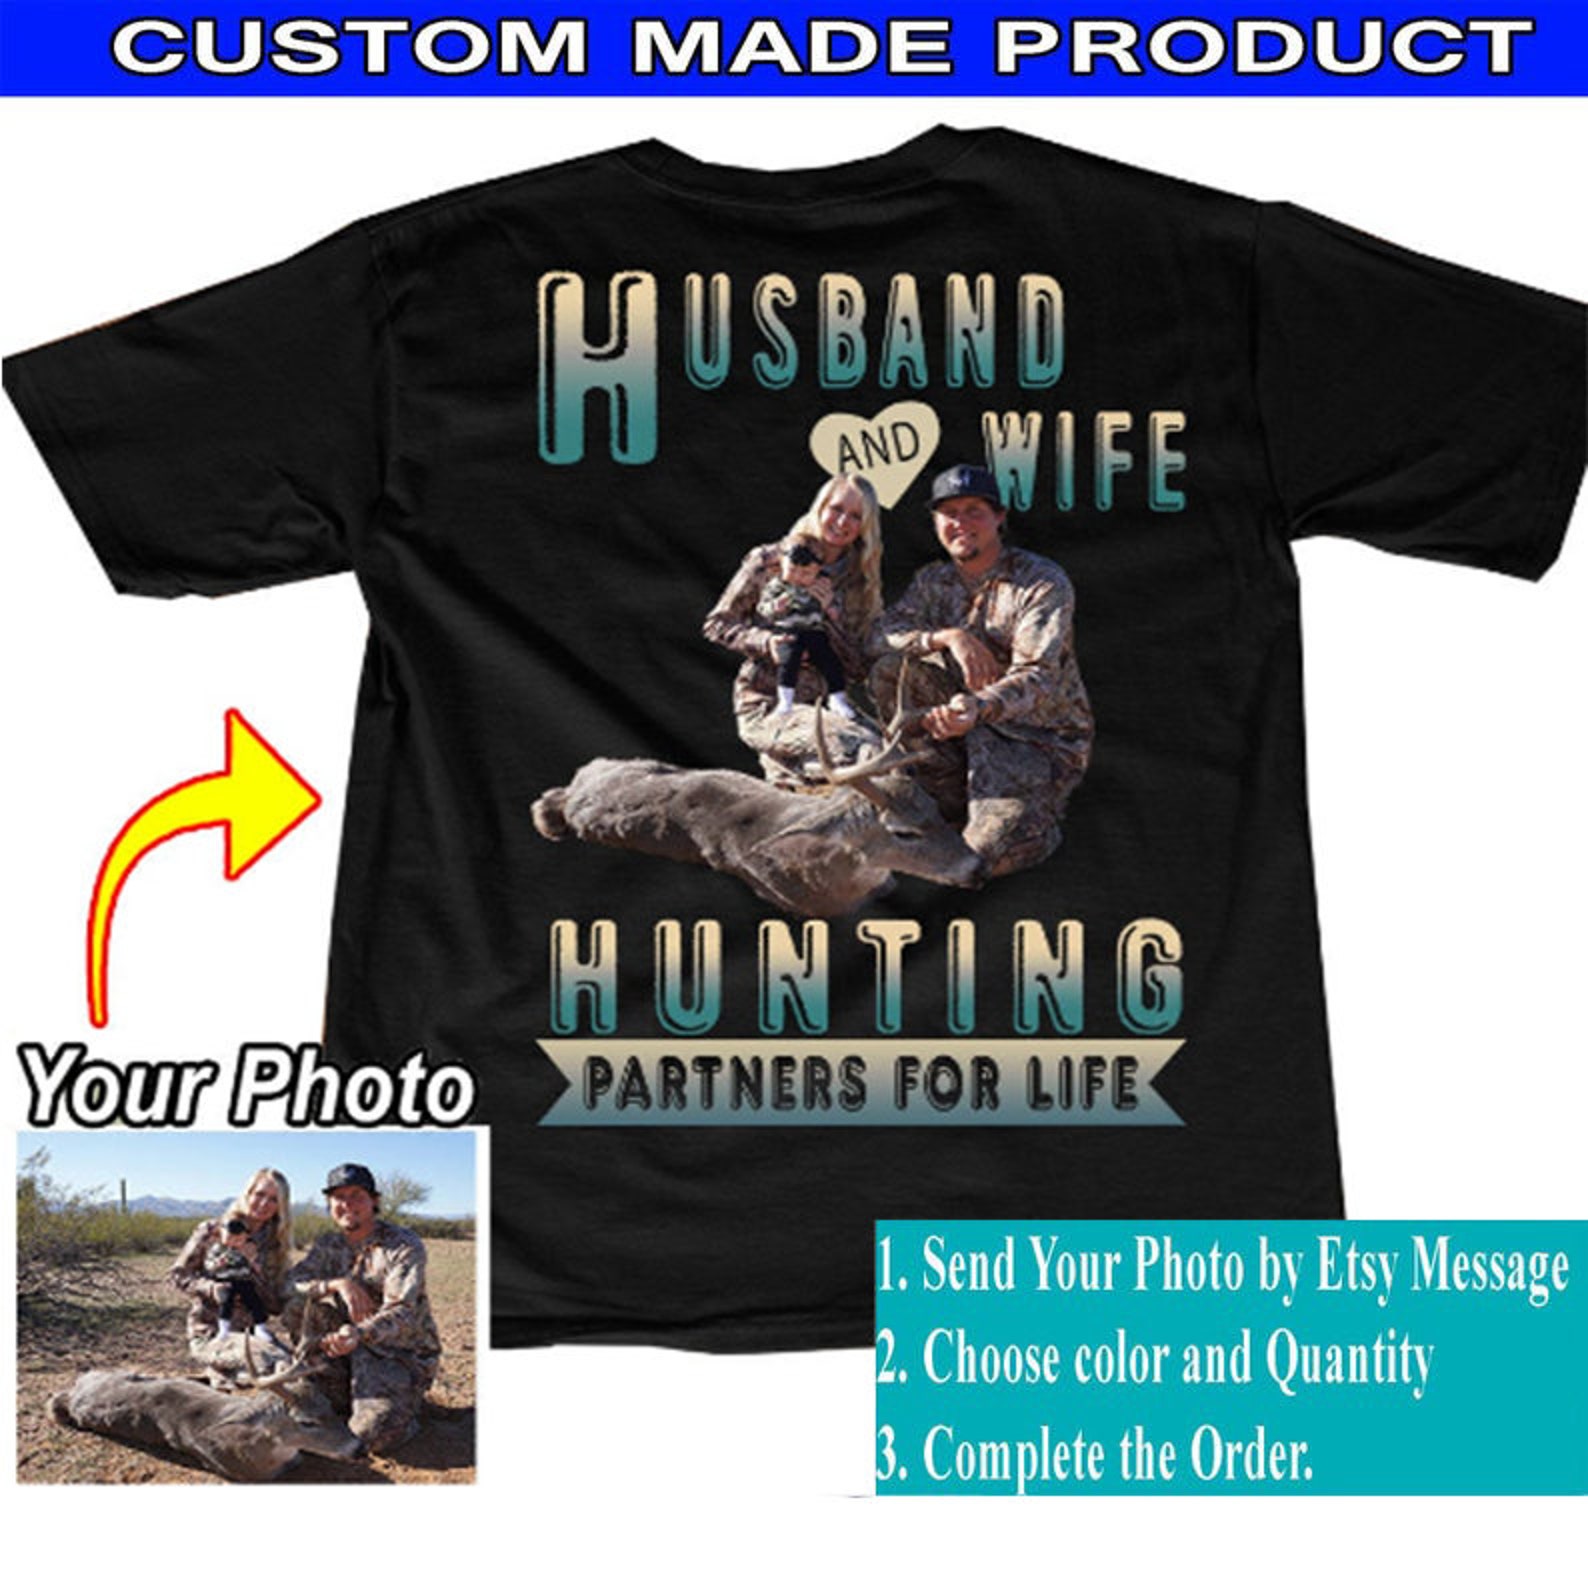 CUSTOM MADE PRODUCT
HUSBAND
AND WIFE
HUNTING
PARTNERS FOR LIFE
Your Photo
1. Send Your Photo by Etsy Message
2. Choose color and Quantity
3. Complete the Order.